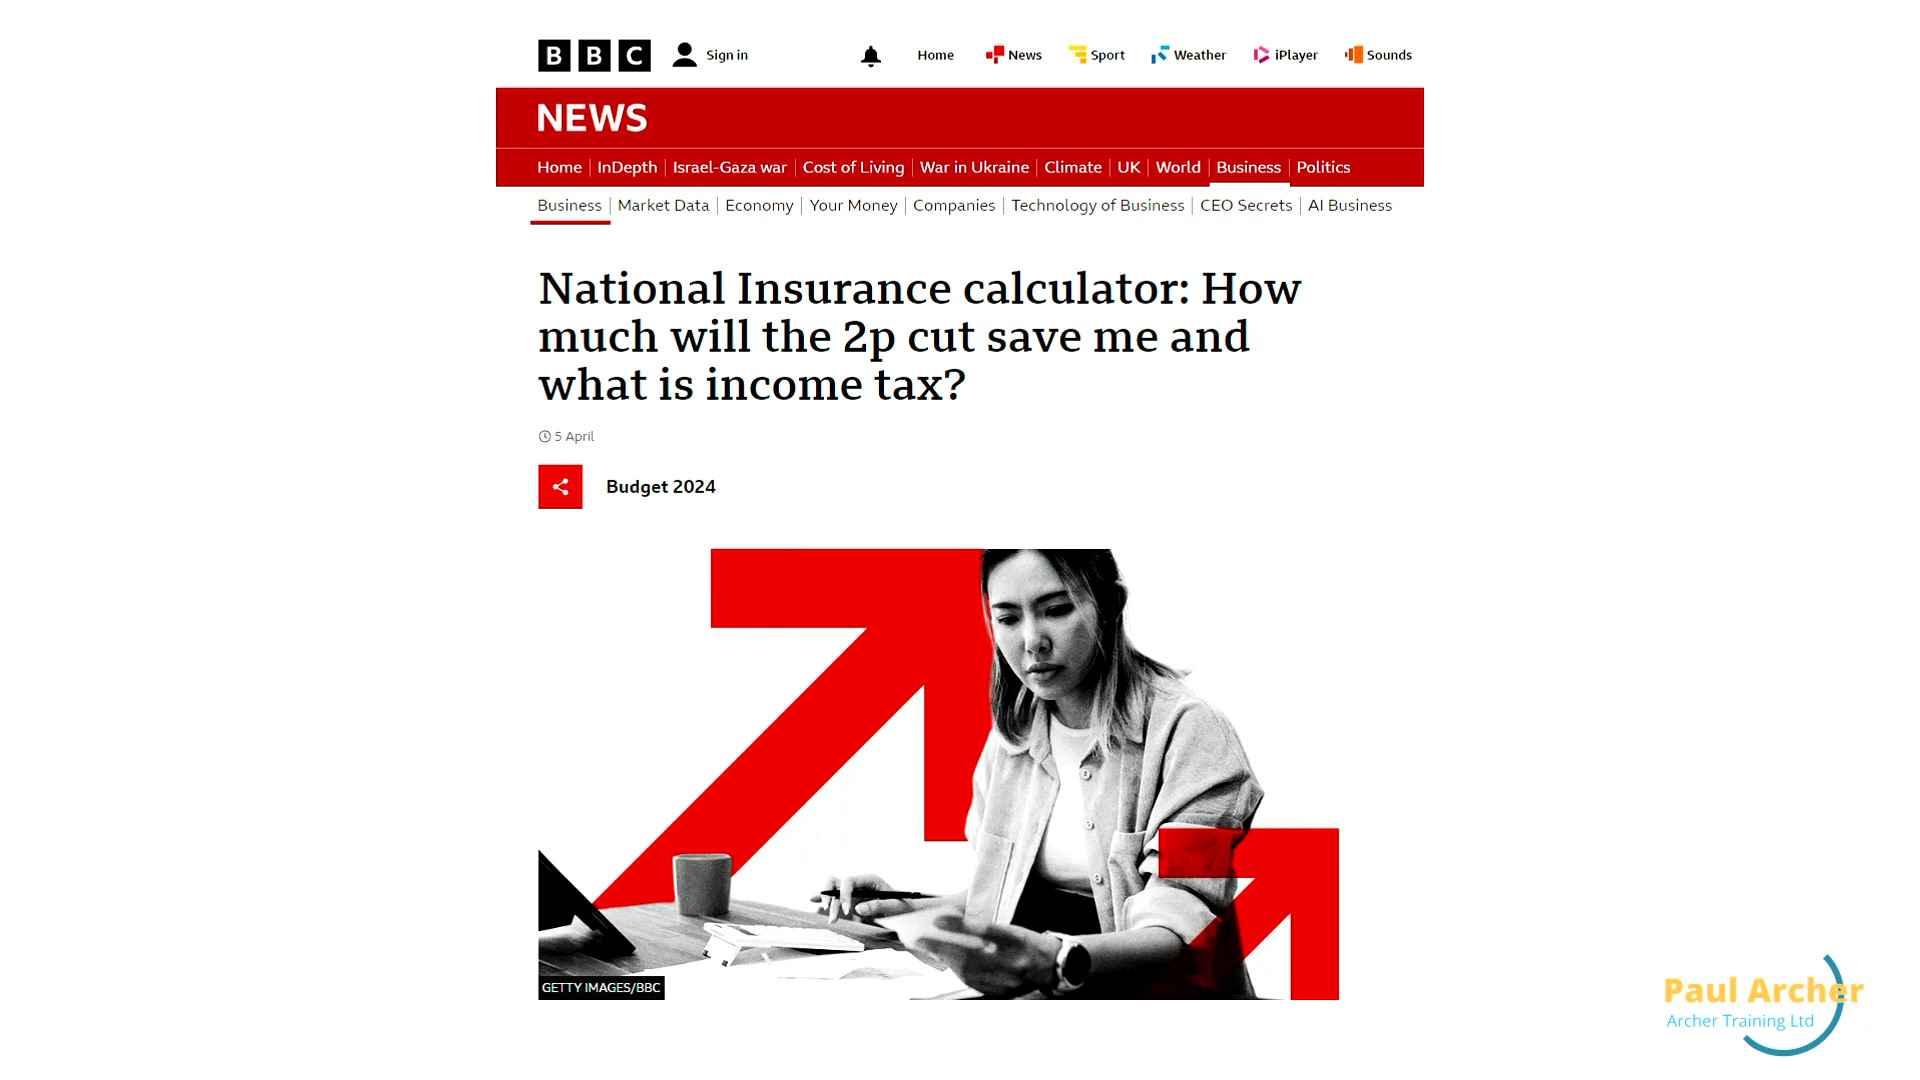 BBC Sign in Home News Sport Weather iPlayer Sounds
NEWS
Home InDepth Israel-Gaza war Cost of Living War in Ukraine Climate UK World Business Politics
Business Market Data Economy Your Money Companies Technology of Business CEO Secrets AI Business
National Insurance calculator: How
much will the 2p cut save me and
what is income tax?
5 April
Budget 2024
GETTY IMAGES/BBC
Paul Archer
Archer Training Ltd